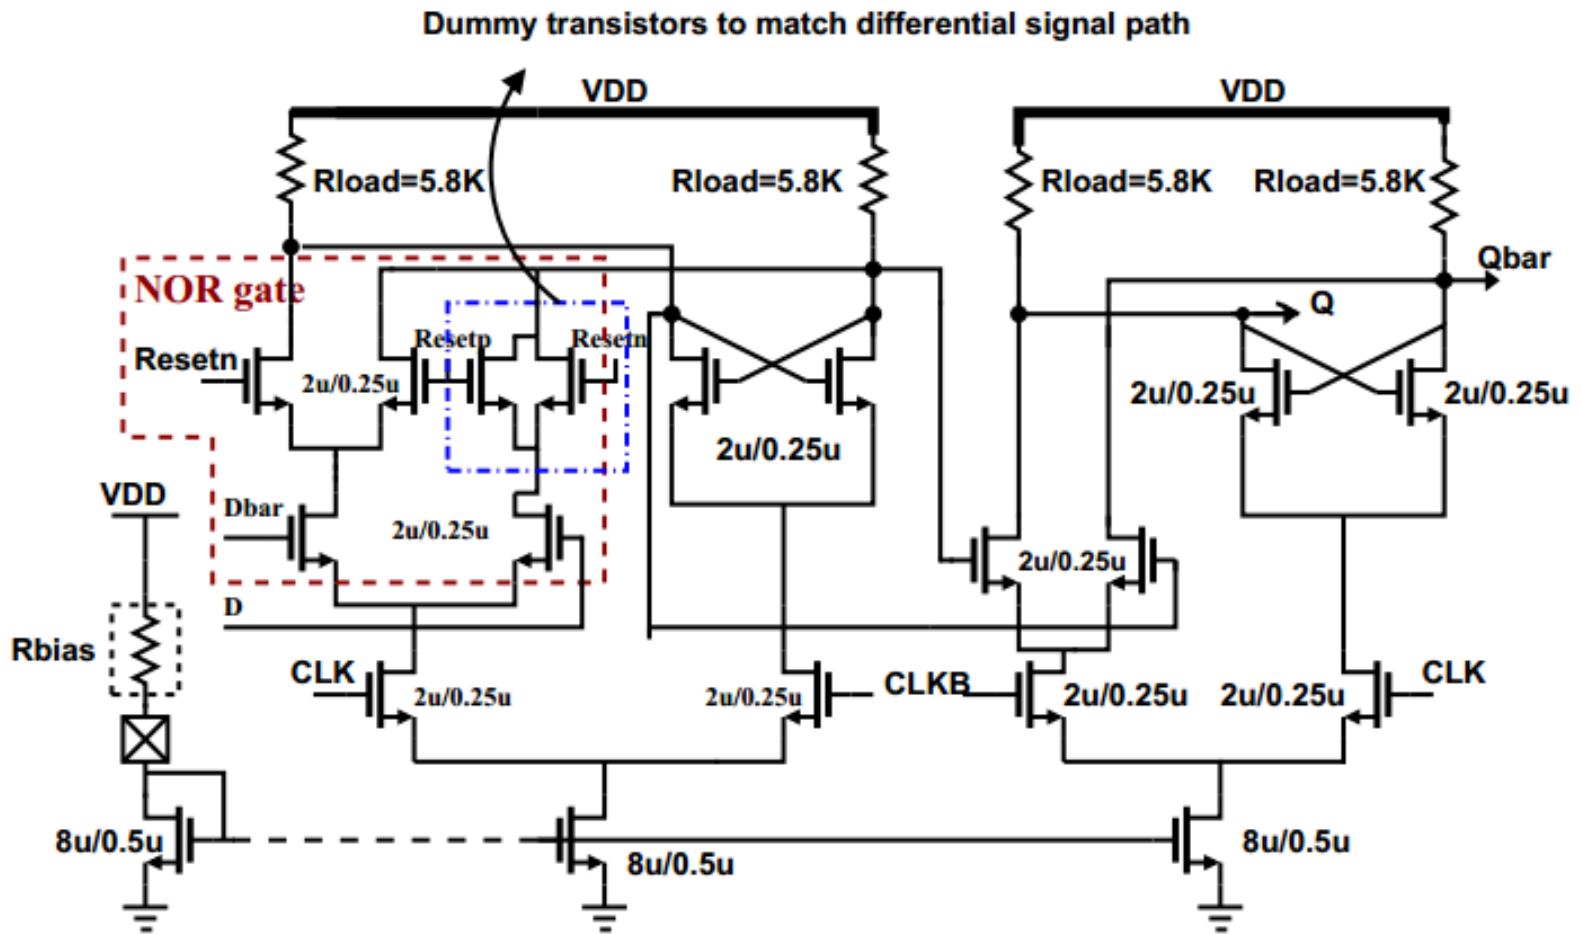 Dummy transistors to match differential signal path
VDD
VDD
Rload=5.8K
Rload=5.8K
Rload=5.8K
Rload=5.8K
Qbar
NOR gate
Q
Resetn
Resetp
Resetn
2u/0.25u
2u/0.25u
2u/0.25u
2u/0.25u
VDD
Dbar
2u/0.25u
2u/0.25u
D
Rbias
CLK
2u/0.25u
2u/0.25u
CLKB
2u/0.25u
2u/0.25u
CLK
8u/0.5u
8u/0.5u
8u/0.5u